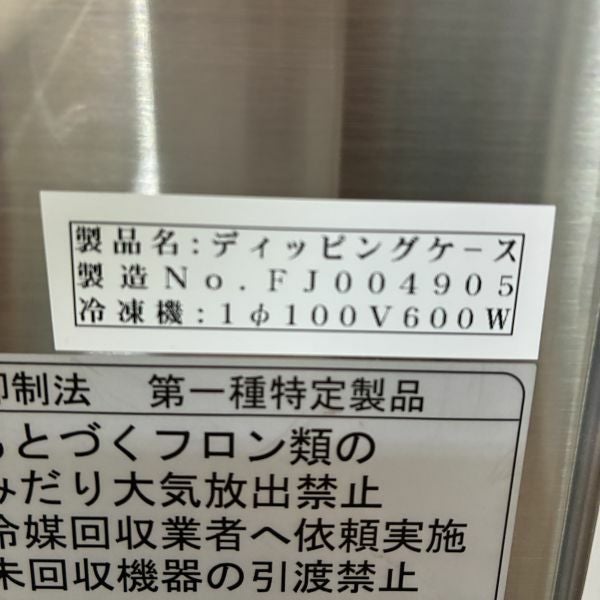 製品名:ディッピングケース
製造No.FJ004905
冷凍機:1φ100V600W
制法 第一種特定製品
とづくフロン類の
みだり大気放出禁止
冷媒回収業者へ依頼実施
未回収機器の引渡禁止